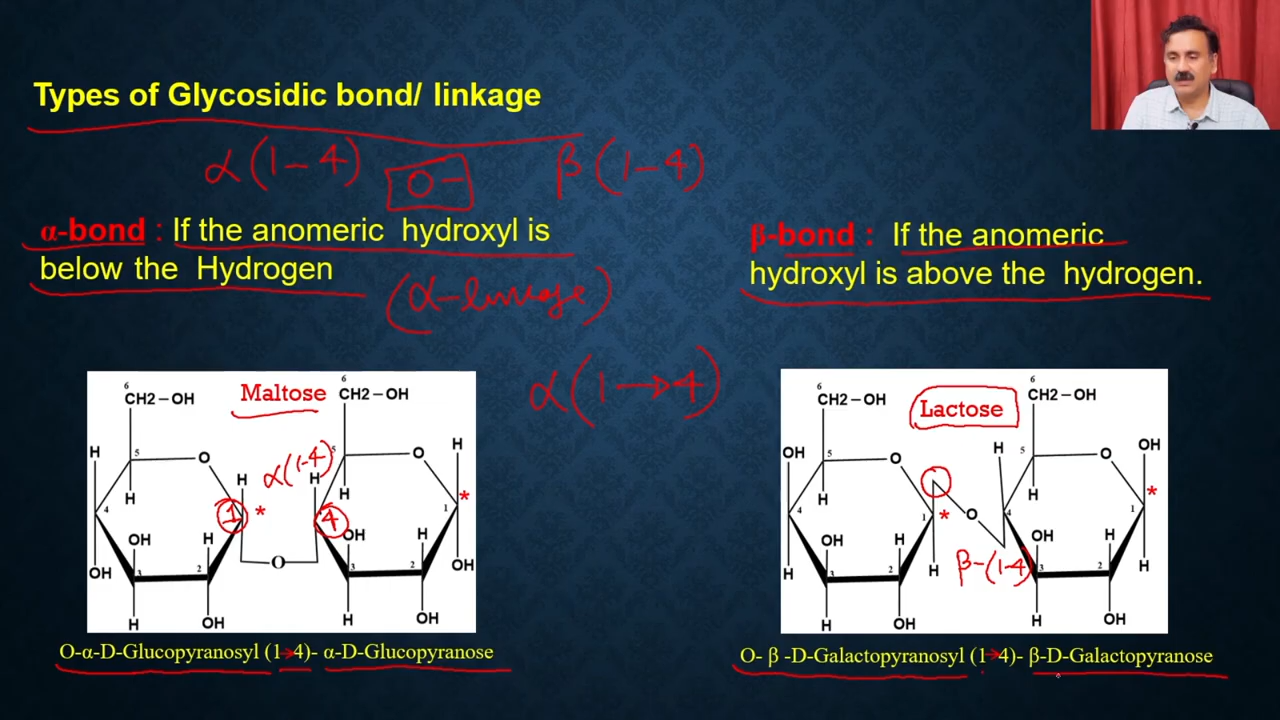 Types of Glycosidic bond/ linkage
α(1-4) O- β(1-4)
α-bond : If the anomeric hydroxyl is
below the Hydrogen
(α-linkage)
β-bond : If the anomeric
hydroxyl is above the hydrogen.
α(1→4)
Maltose
6
CH2-OH
6
CH2-OH
H 5 O H α(1-4) H 5 O H
H H
4 1 * 4 1 *
OH H OH H
OH 3 2 O 3 2 OH
H OH H OH
O-α-D-Glucopyranosyl (1→4)- α-D-Glucopyranose
Lactose
6
CH2-OH
6
CH2-OH
OH 5 O H 5 O OH
H O H
4 1 * 4 1 *
OH H OH H
H 3 2 H β-(1-4) 3 2 H
H OH H OH
O- β -D-Galactopyranosyl (1→4)- β-D-Galactopyranose